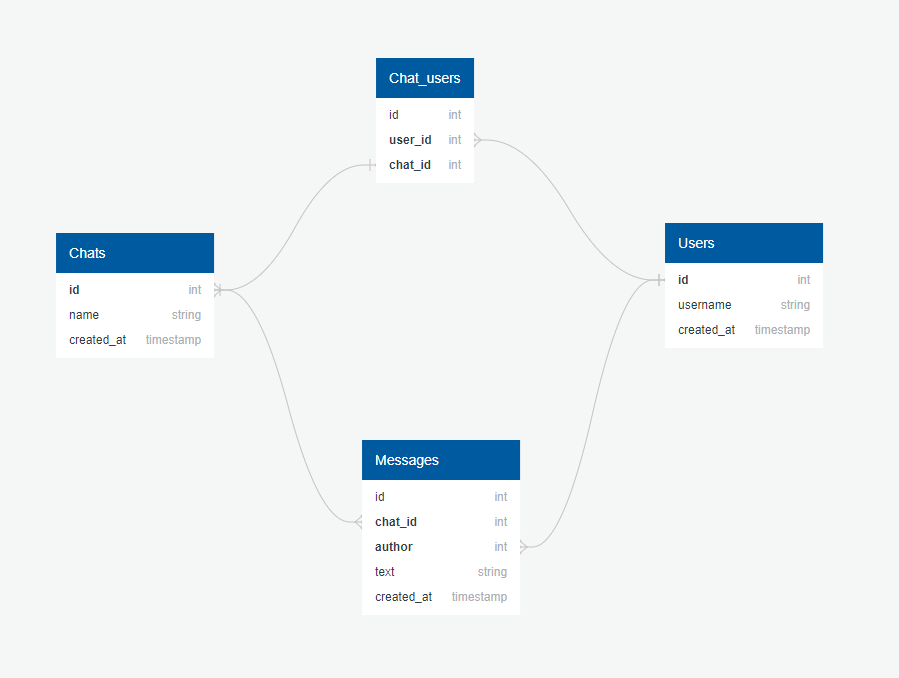 Chat_users
id int
user_id int
chat_id int
Chats
id int
name string
created_at timestamp
Users
id int
username string
created_at timestamp
Messages
id int
chat_id int
author int
text string
created_at timestamp